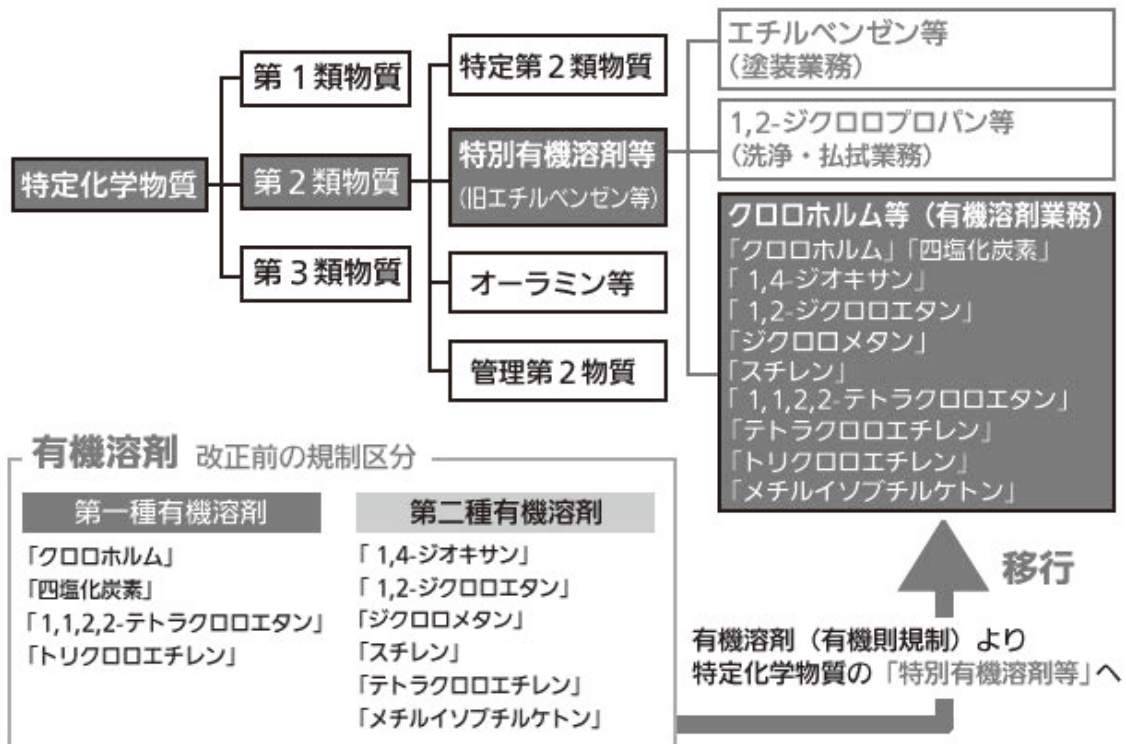 特定化学物質
第1類物質
第2類物質
第3類物質
特定第2類物質
特別有機溶剤等
(旧エチルベンゼン等)
オーラミン等
管理第2物質
エチルベンゼン等
(塗装業務)
1,2-ジクロロプロパン等
(洗浄・払拭業務)
クロロホルム等（有機溶剤業務）
「クロロホルム」「四塩化炭素」
「1,4-ジオキサン」
「1,2-ジクロロエタン」
「ジクロロメタン」
「スチレン」
「1,1,2,2-テトラクロロエタン」
「テトラクロロエチレン」
「トリクロロエチレン」
「メチルイソブチルケトン」
有機溶剤 改正前の規制区分
第一種有機溶剤
「クロロホルム」
「四塩化炭素」
「1,1,2,2-テトラクロロエタン」
「トリクロロエチレン」
第二種有機溶剤
「1,4-ジオキサン」
「1,2-ジクロロエタン」
「ジクロロメタン」
「スチレン」
「テトラクロロエチレン」
「メチルイソブチルケトン」
移行
有機溶剤（有機則規制）より
特定化学物質の「特別有機溶剤等」へ